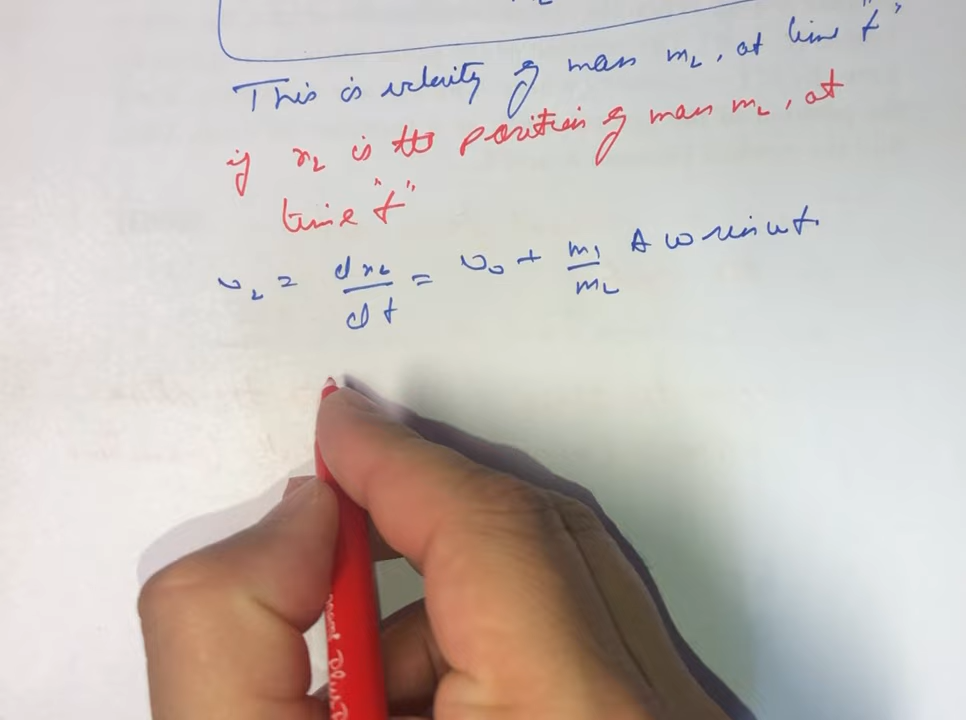 This is velocity of mass m₂, at time "t"
if x₂ is the position of mass m₂, at
time "t"
v₂ = dx₂/dt = v₀ + m₁/m₂ A ω sin ω t.